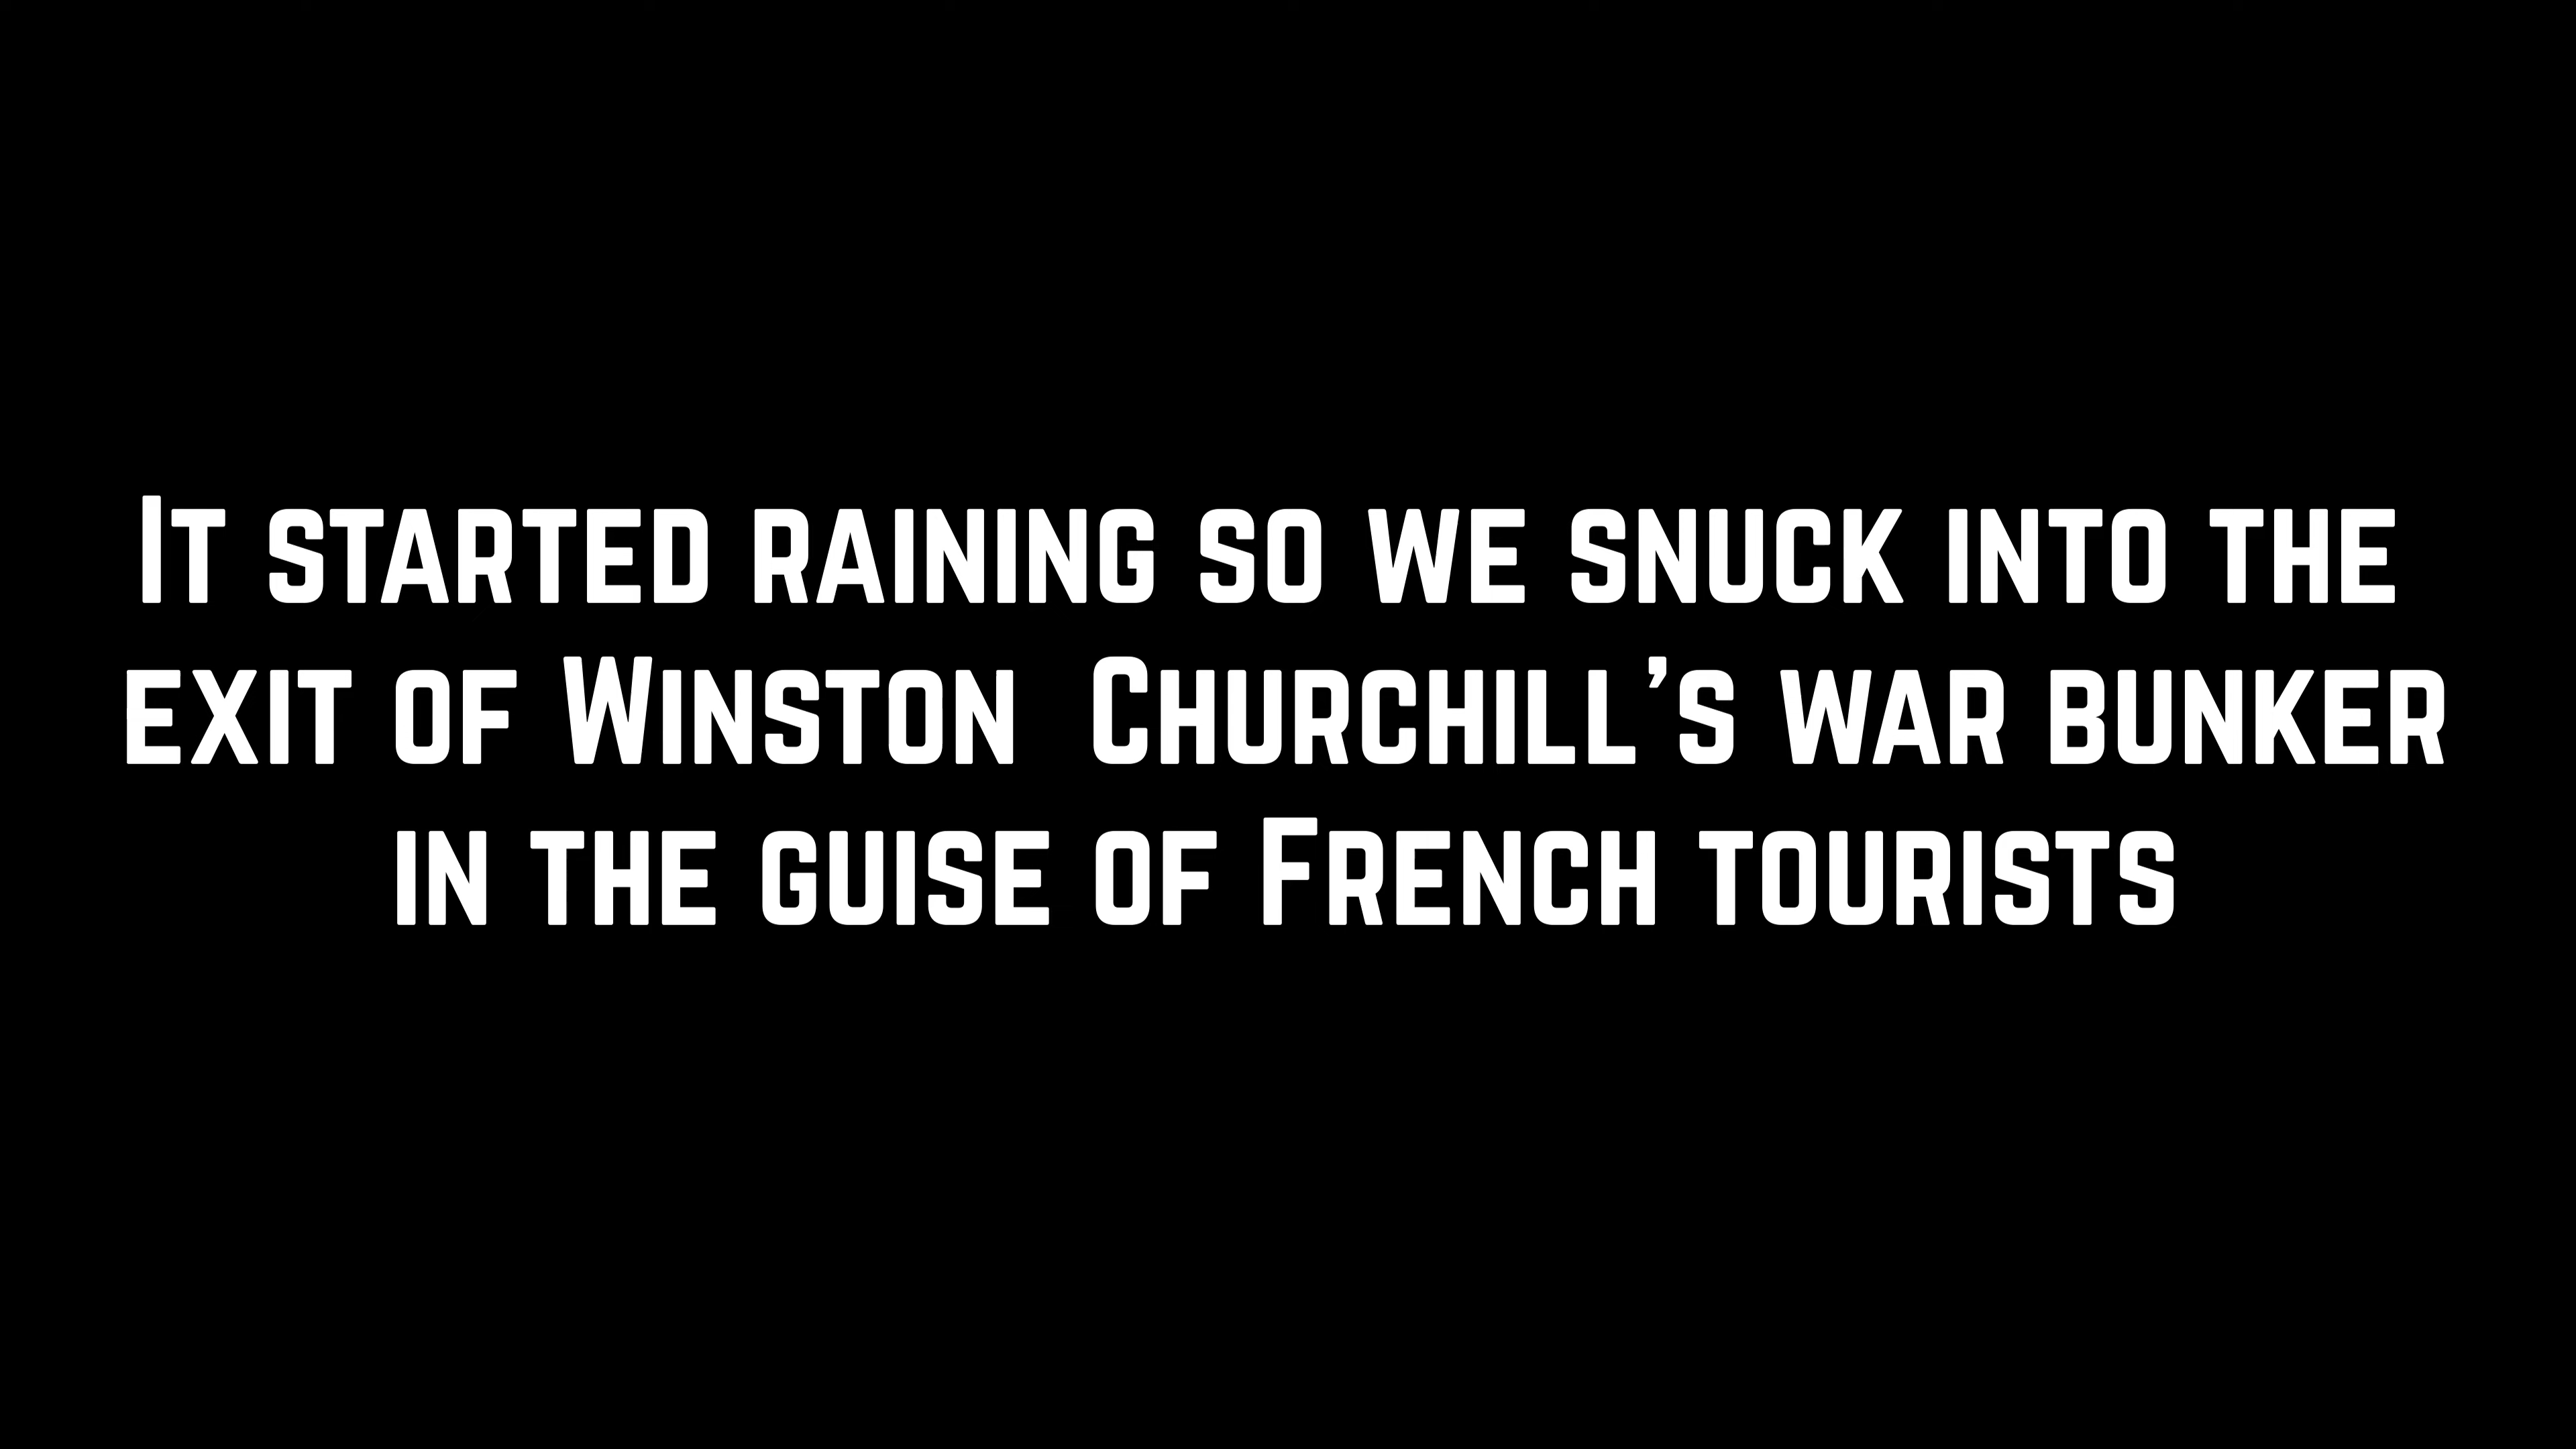 It started raining so we snuck into the
exit of Winston  Churchill's war bunker
in the guise of French tourists